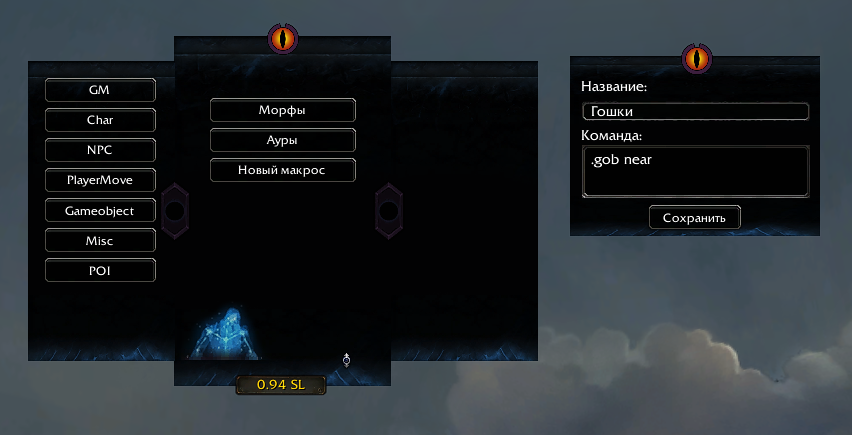 GM
Char
NPC
PlayerMove
Gameobject
Misc
POI
Морфы
Ауры
Новый макрос
0.94 SL
Название:
Гошки
Команда:
.gob near
Сохранить